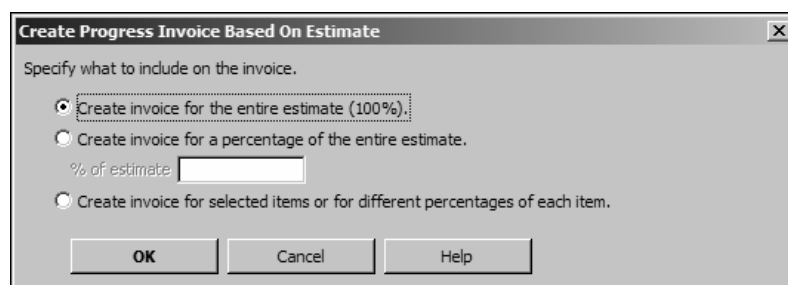 Create Progress Invoice Based On Estimate
Specify what to include on the invoice.
Create invoice for the entire estimate (100%).
Create invoice for a percentage of the entire estimate.
% of estimate
Create invoice for selected items or for different percentages of each item.
OK Cancel Help